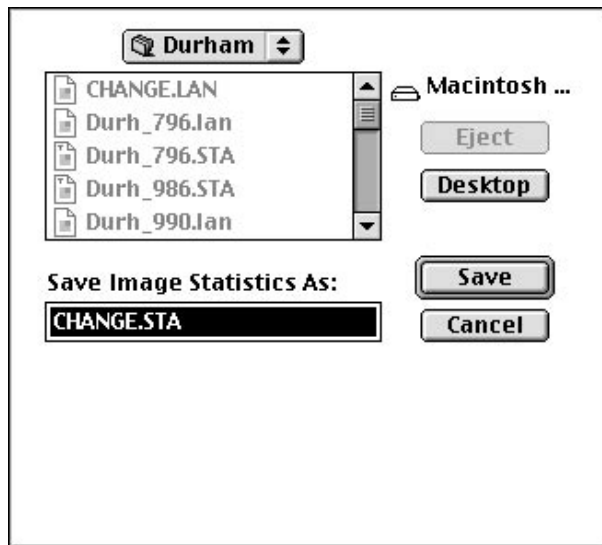 Durham
CHANGE.LAN
Durh_796.lan
Durh_796.STA
Durh_986.STA
Durh_990.lan
Macintosh ...
Eject
Desktop
Save Image Statistics As:
CHANGE.STA
Save
Cancel